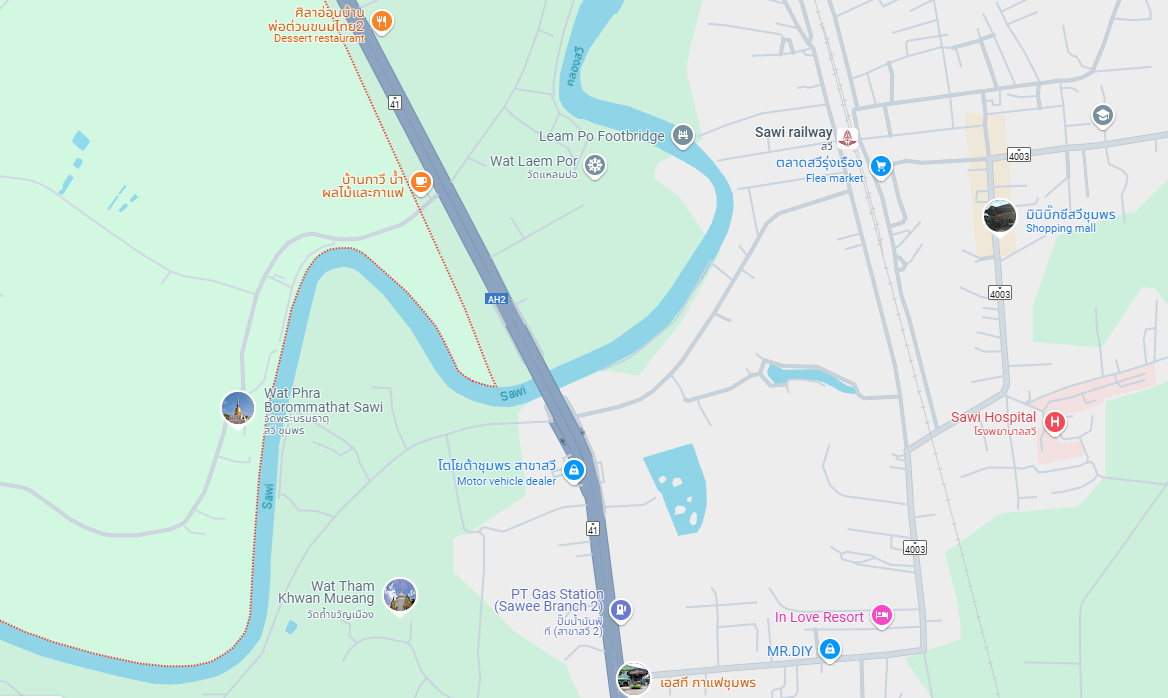 ศิลาอ่อนบ้าน
พ่อต่วนขนมไทย2
Dessert restaurant
41
คลองสวี
Leam Po Footbridge
Wat Laem Por
วัดแหลมปอ
Sawi railway
สวี
ตลาดสวีรุ่งเรือง
Flea market
4003
บ้านกาวี น้ำ
ผลไม้และกาแฟ
มินิบิ๊กซีสวีชุมพร
Shopping mall
AH2
4003
Sawi
Wat Phra
Borommathat Sawi
วัดพระบรมธาตุ
สวี ชุมพร
Sawi Hospital
โรงพยาบาลสวี
โตโยต้าชุมพร สาขาสวี
Motor vehicle dealer
Sawi
41
4003
Wat Tham
Khwan Mueang
วัดถ้ำขวัญเมือง
PT Gas Station
(Sawee Branch 2)
ปั๊มน้ำมันพี
ที (สาขาสวี 2)
In Love Resort
MR.DIY
เอสที กาแฟชุมพร